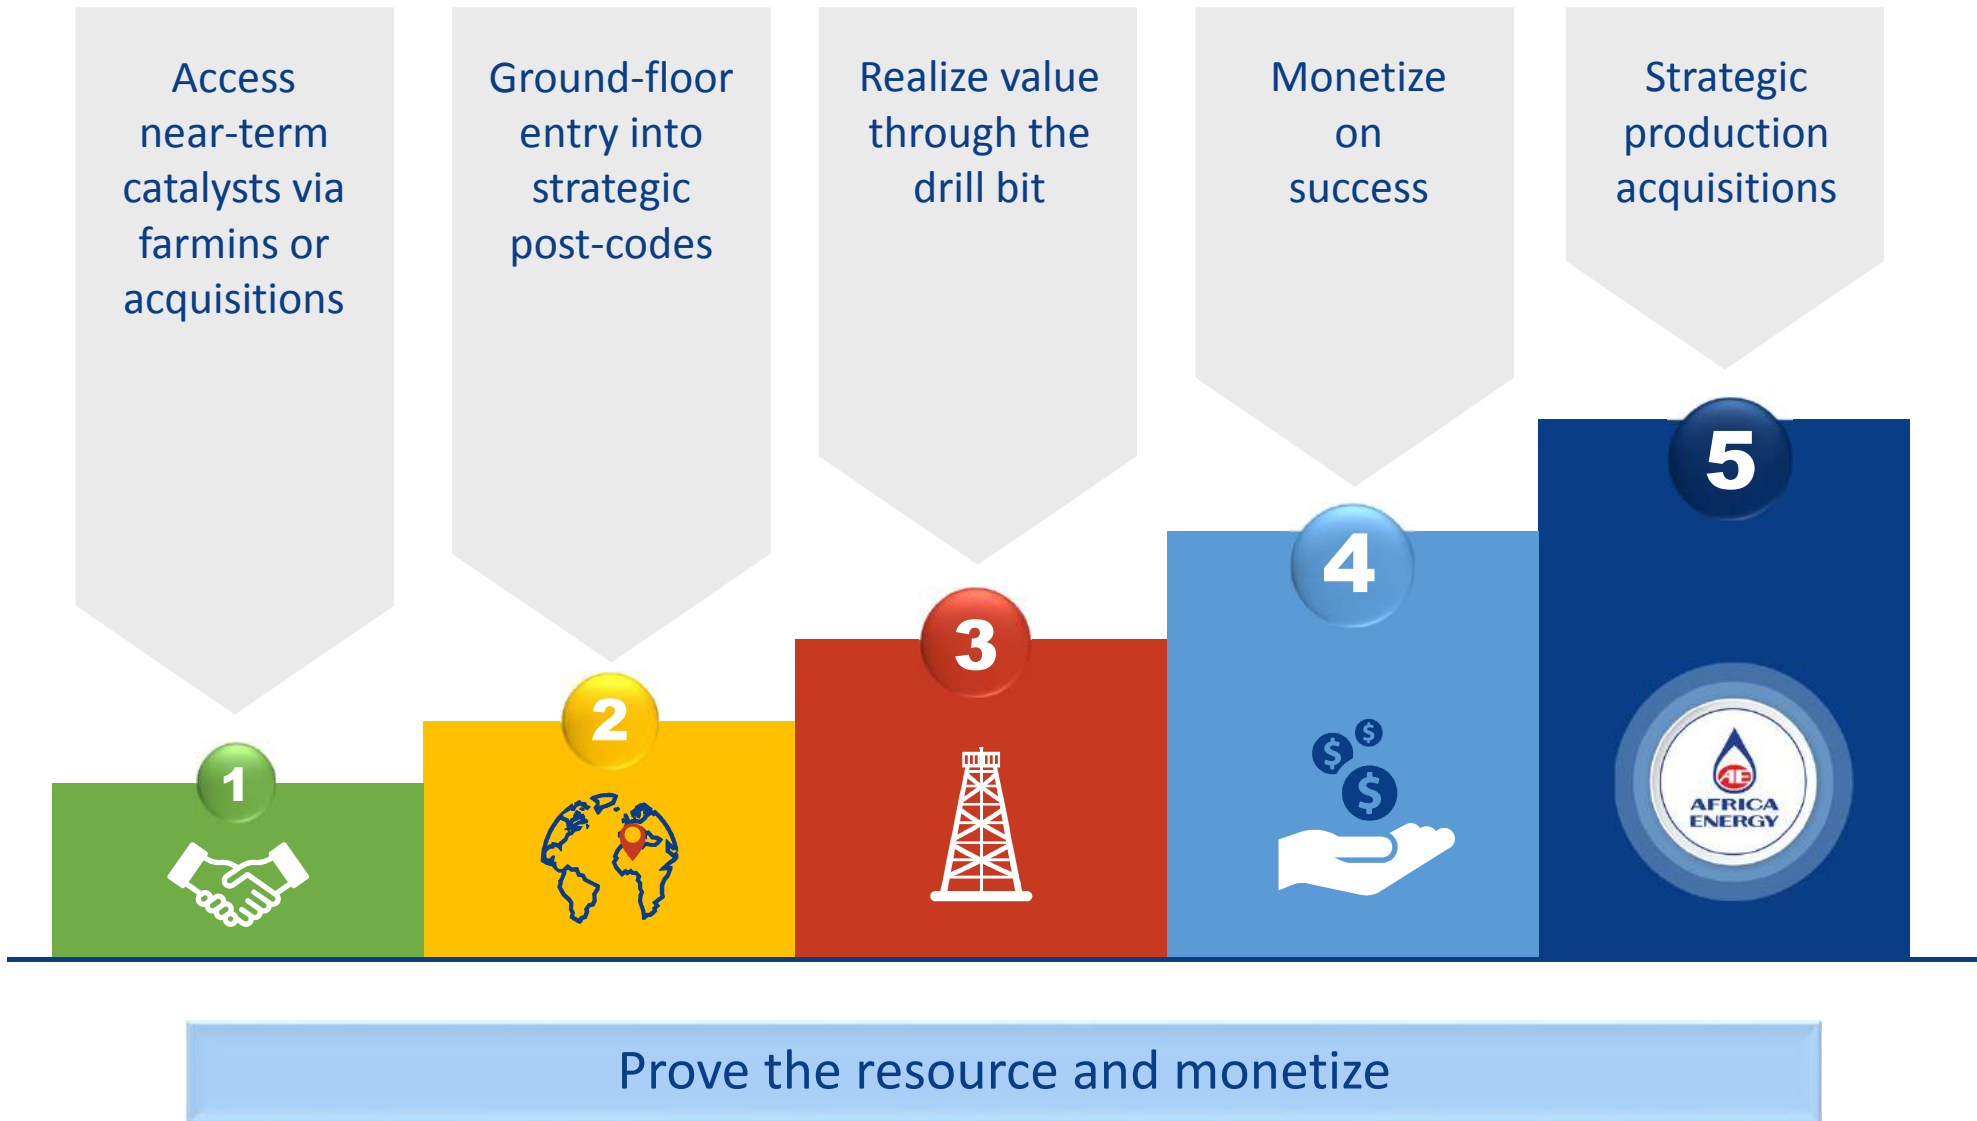 Access
near-term
catalysts via
farmins or
acquisitions
Ground-floor
entry into
strategic
post-codes
Realize value
through the
drill bit
Monetize
on
success
Strategic
production
acquisitions
1
2
3
4
5
$
$
$
AE
AFRICA
ENERGY
Prove the resource and monetize